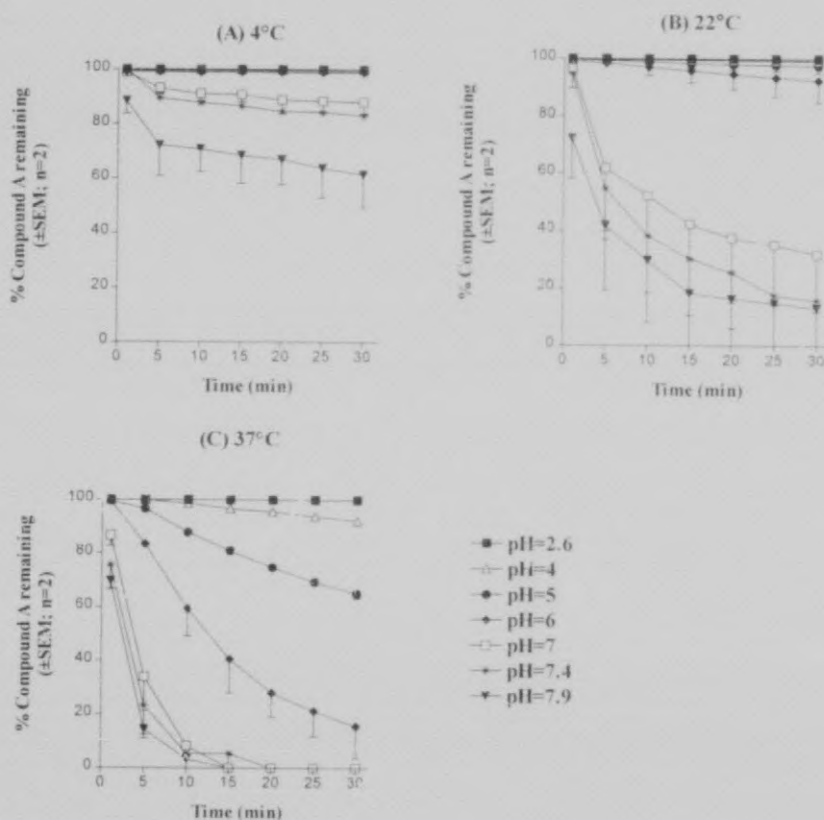 (A) 4°C
% Compound A remaining
(±SEM; n=2)
100
80
60
40
20
0
0 5 10 15 20 25 30
Time (min)
(B) 22°C
% Compound A remaining
(±SEM; n=2)
100
80
60
40
20
0
0 5 10 15 20 25 30
Time (min)
(C) 37°C
% Compound A remaining
(±SEM; n=2)
100
80
60
40
20
0
0 5 10 15 20 25 30
Time (min)
pH=2.6
pH=4
pH=5
pH=6
pH=7
pH=7.4
pH=7.9